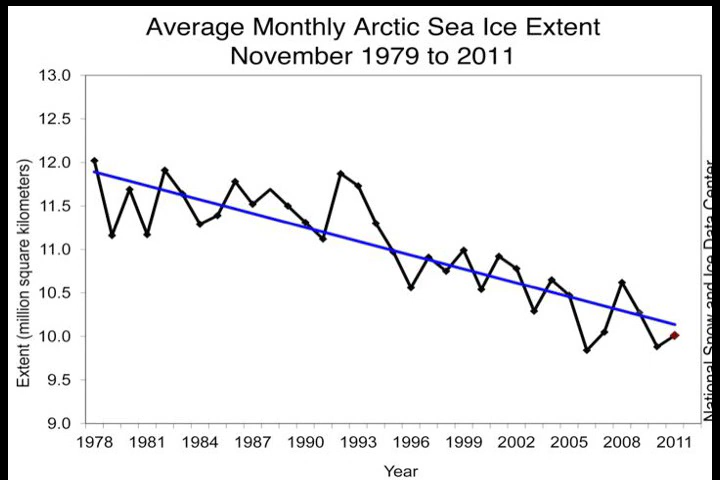 Average Monthly Arctic Sea Ice Extent
November 1979 to 2011
Extent (million square kilometers)
13.0
12.5
12.0
11.5
11.0
10.5
10.0
9.5
9.0
1978 1981 1984 1987 1990 1993 1996 1999 2002 2005 2008 2011
Year
National Snow and Ice Data Center